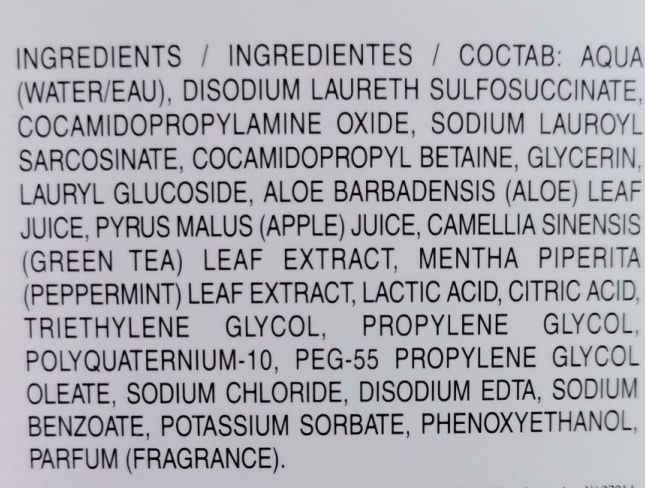 INGREDIENTS / INGREDIENTES / СОСТАВ: AQUA
(WATER/EAU), DISODIUM LAURETH SULFOSUCCINATE,
COCAMIDOPROPYLAMINE OXIDE, SODIUM LAUROYL
SARCOSINATE, COCAMIDOPROPYL BETAINE, GLYCERIN,
LAURYL GLUCOSIDE, ALOE BARBADENSIS (ALOE) LEAF
JUICE, PYRUS MALUS (APPLE) JUICE, CAMELLIA SINENSIS
(GREEN TEA) LEAF EXTRACT, MENTHA PIPERITA
(PEPPERMINT) LEAF EXTRACT, LACTIC ACID, CITRIC ACID,
TRIETHYLENE GLYCOL, PROPYLENE GLYCOL,
POLYQUATERNIUM-10, PEG-55 PROPYLENE GLYCOL
OLEATE, SODIUM CHLORIDE, DISODIUM EDTA, SODIUM
BENZOATE, POTASSIUM SORBATE, PHENOXYETHANOL,
PARFUM (FRAGRANCE).